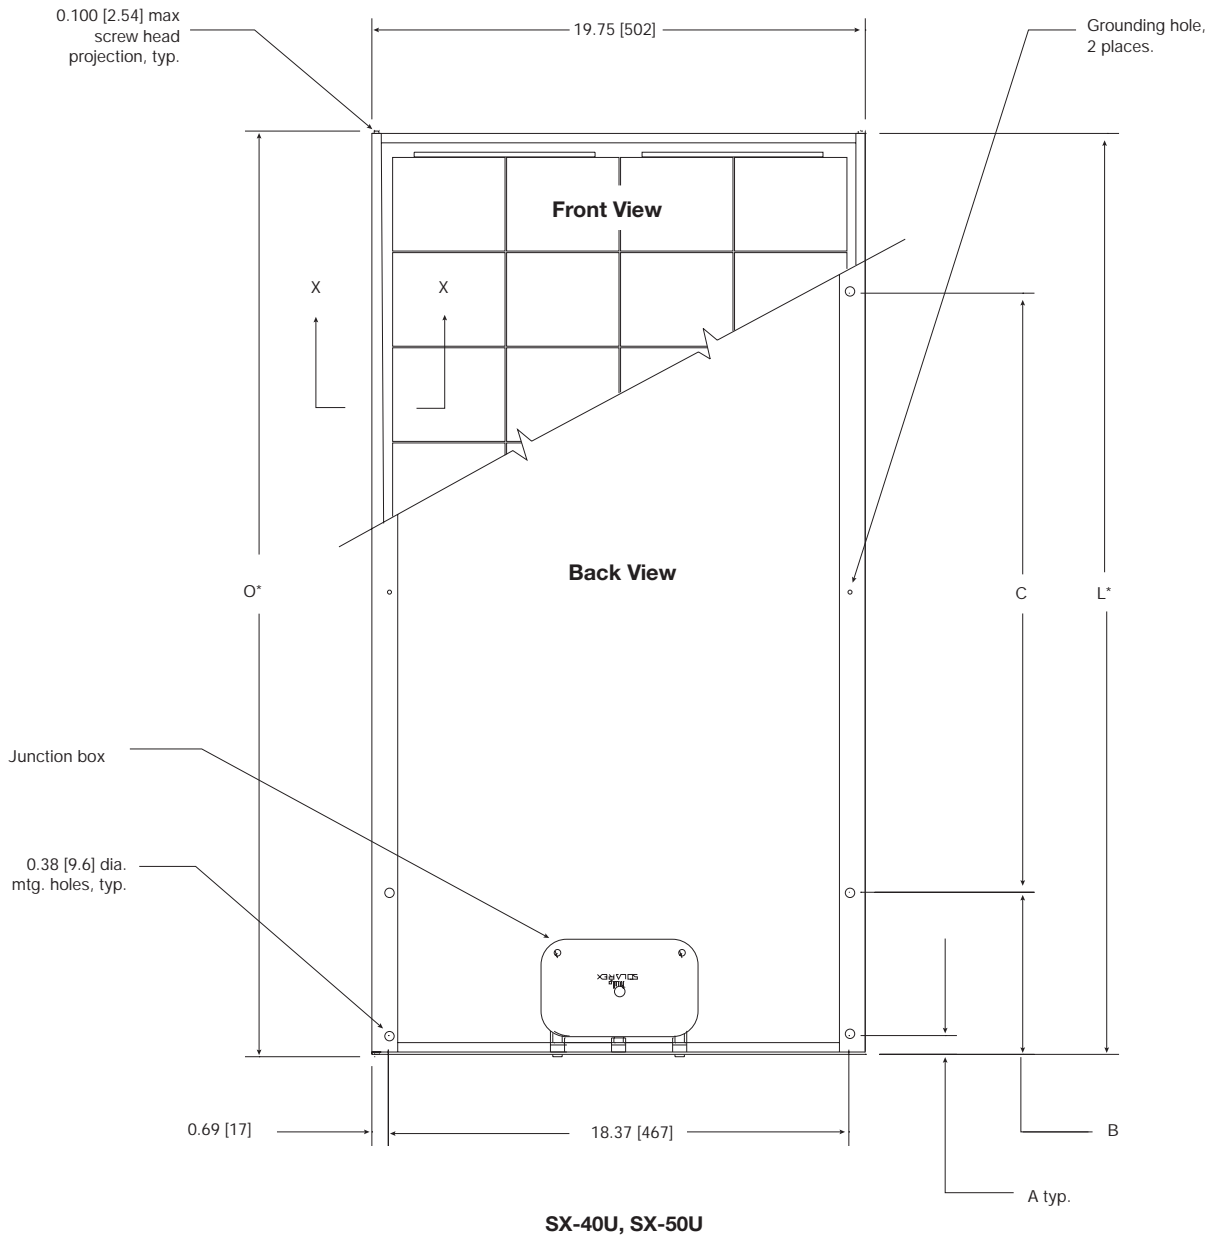 0.100 [2.54] max
screw head
projection, typ.
19.75 [502]
Grounding hole,
2 places.
Front View
X
X
Back View
O*
C
L*
Junction box
0.38 [9.6] dia.
mtg. holes, typ.
SOLAREX
0.69 [17]
18.37 [467]
B
A typ.
SX-40U, SX-50U